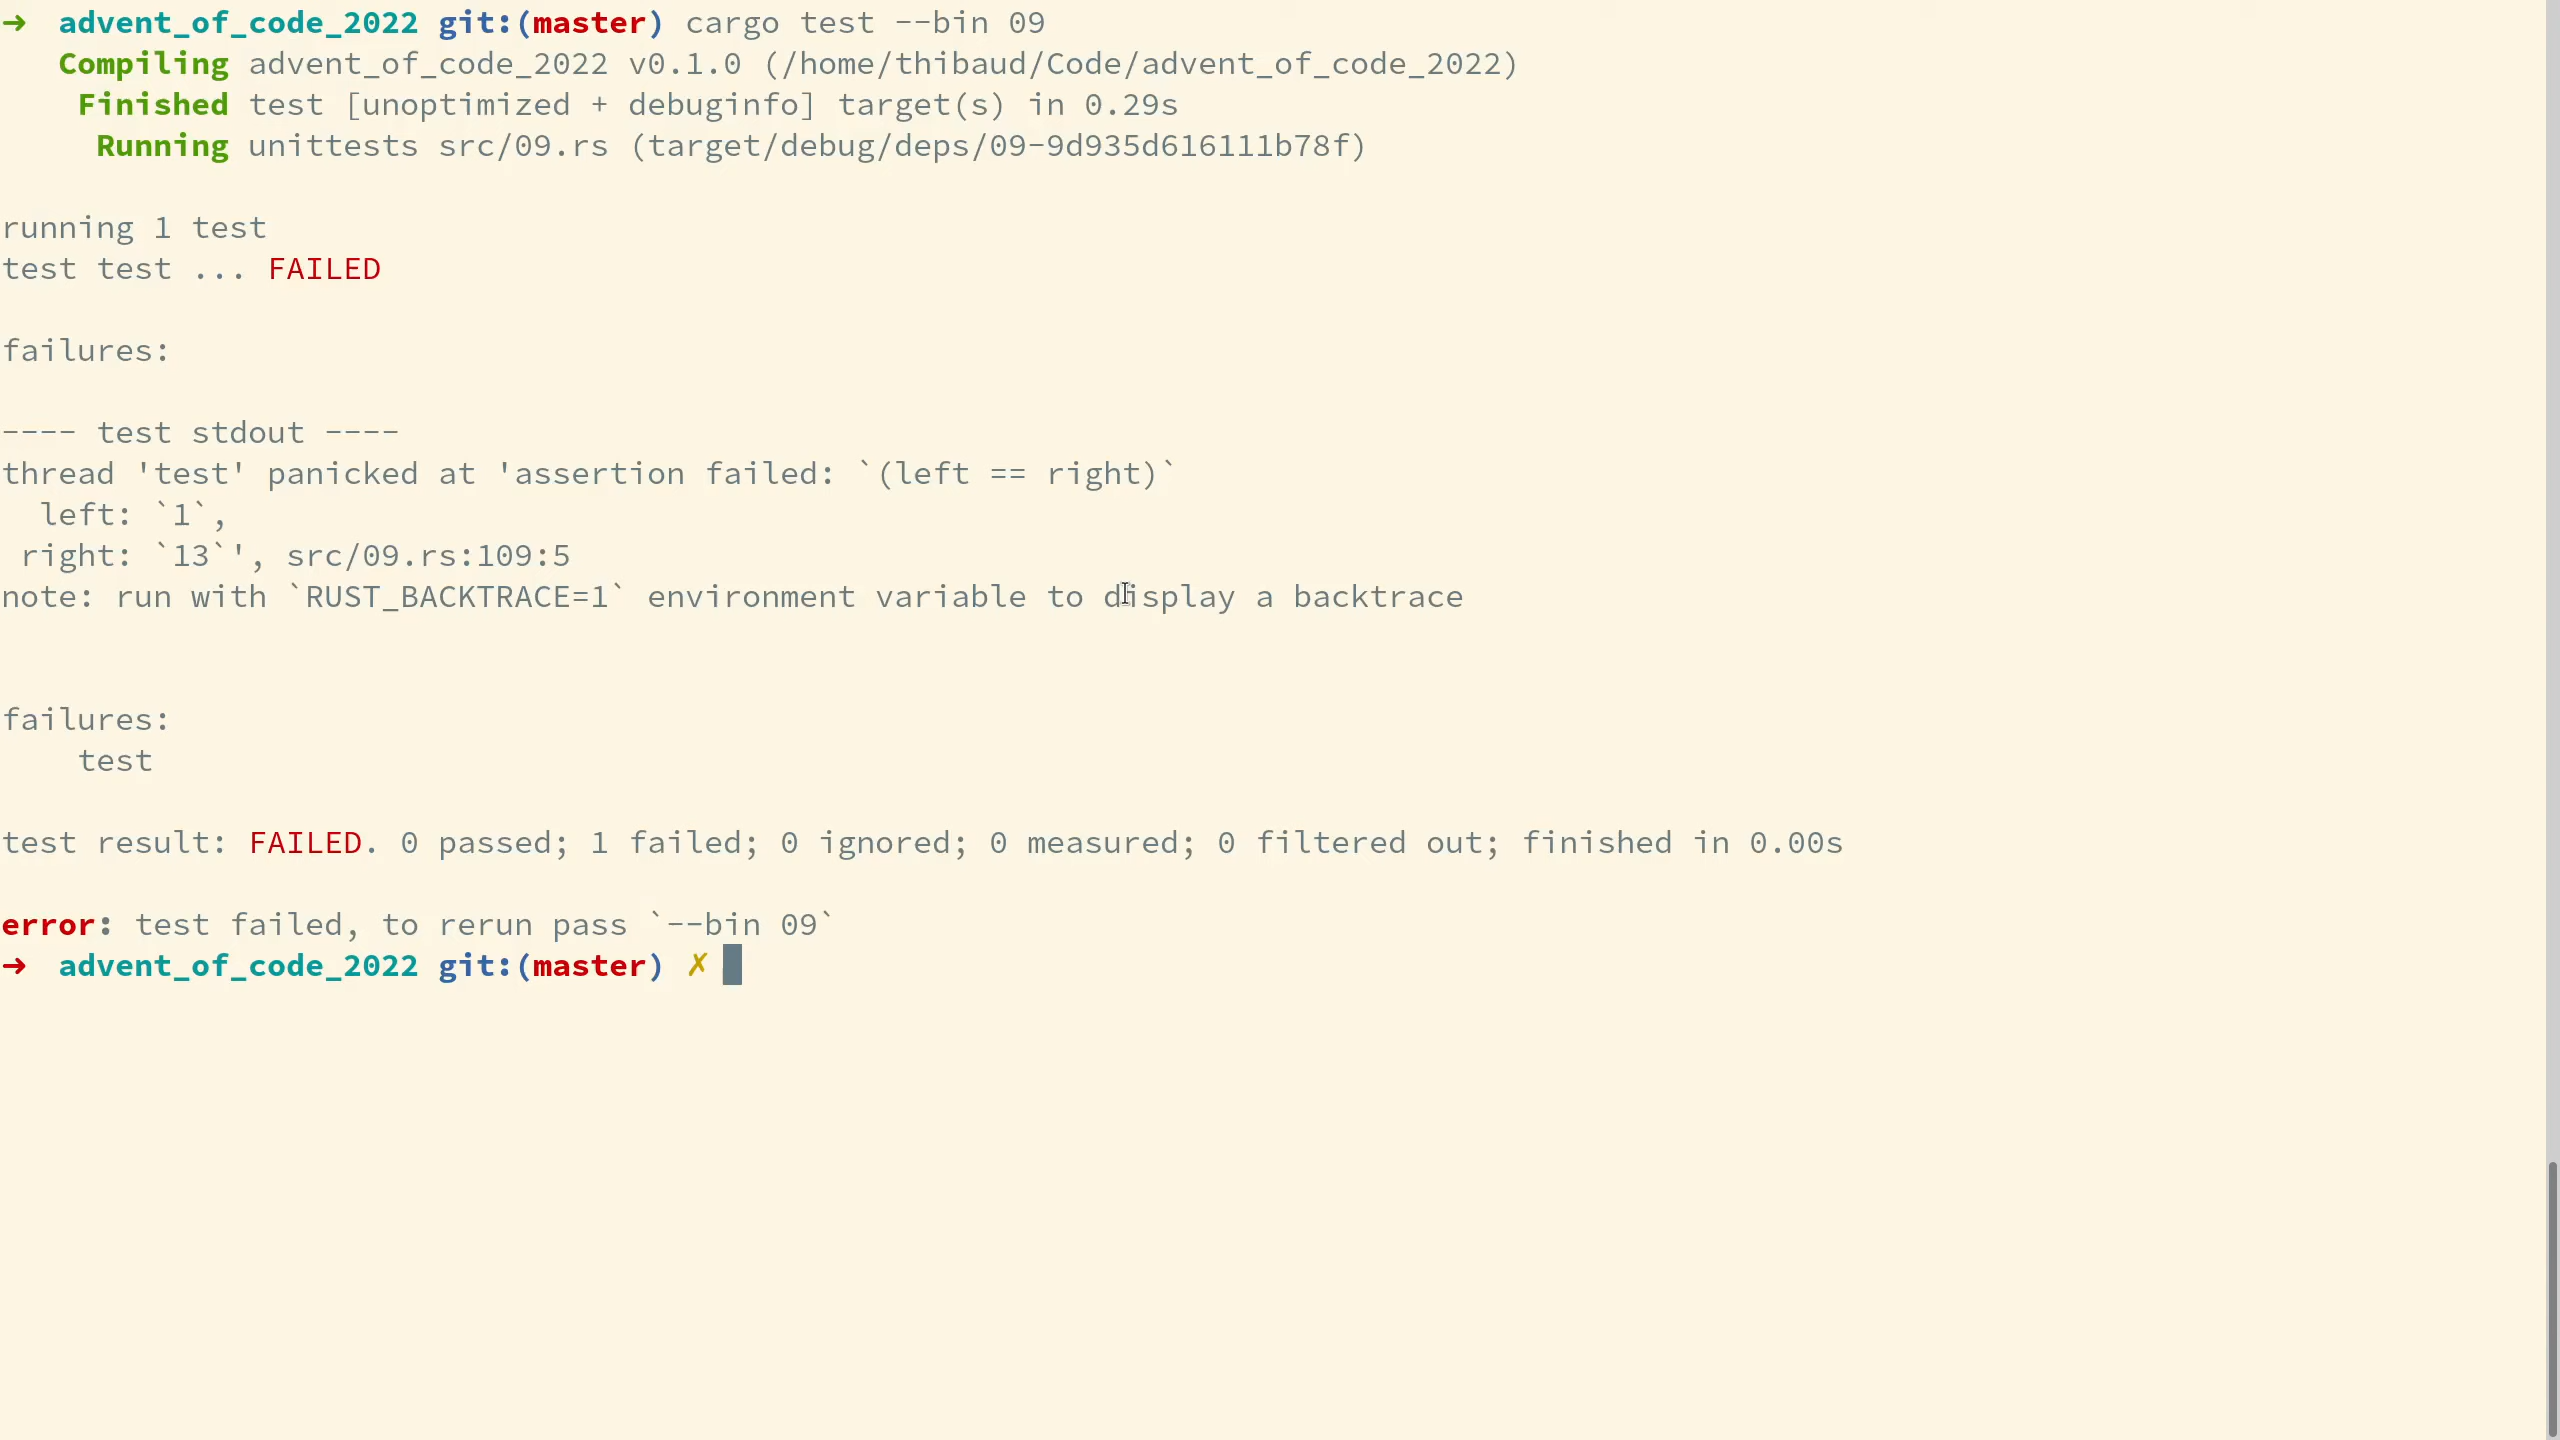 ➜  advent_of_code_2022 git:(master) cargo test --bin 09
   Compiling advent_of_code_2022 v0.1.0 (/home/thibaud/Code/advent_of_code_2022)
    Finished test [unoptimized + debuginfo] target(s) in 0.29s
     Running unittests src/09.rs (target/debug/deps/09-9d935d616111b78f)

running 1 test
test test ... FAILED

failures:

---- test stdout ----
thread 'test' panicked at 'assertion failed: `(left == right)`
  left: `1`,
 right: `13`', src/09.rs:109:5
note: run with `RUST_BACKTRACE=1` environment variable to display a backtrace


failures:
    test

test result: FAILED. 0 passed; 1 failed; 0 ignored; 0 measured; 0 filtered out; finished in 0.00s

error: test failed, to rerun pass `--bin 09`
➜  advent_of_code_2022 git:(master) ✗